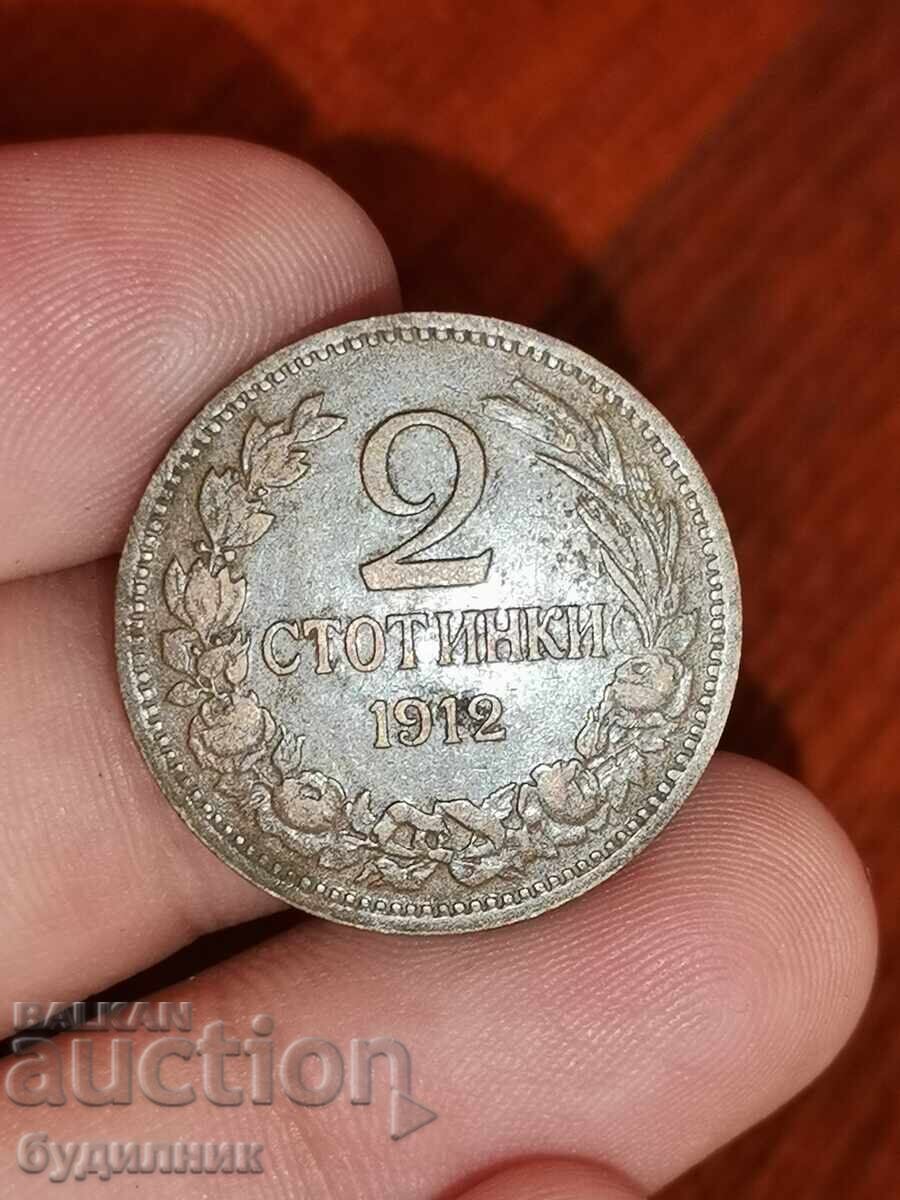 2
СТОТИНКИ
1912
BALKAN
auction
будилник